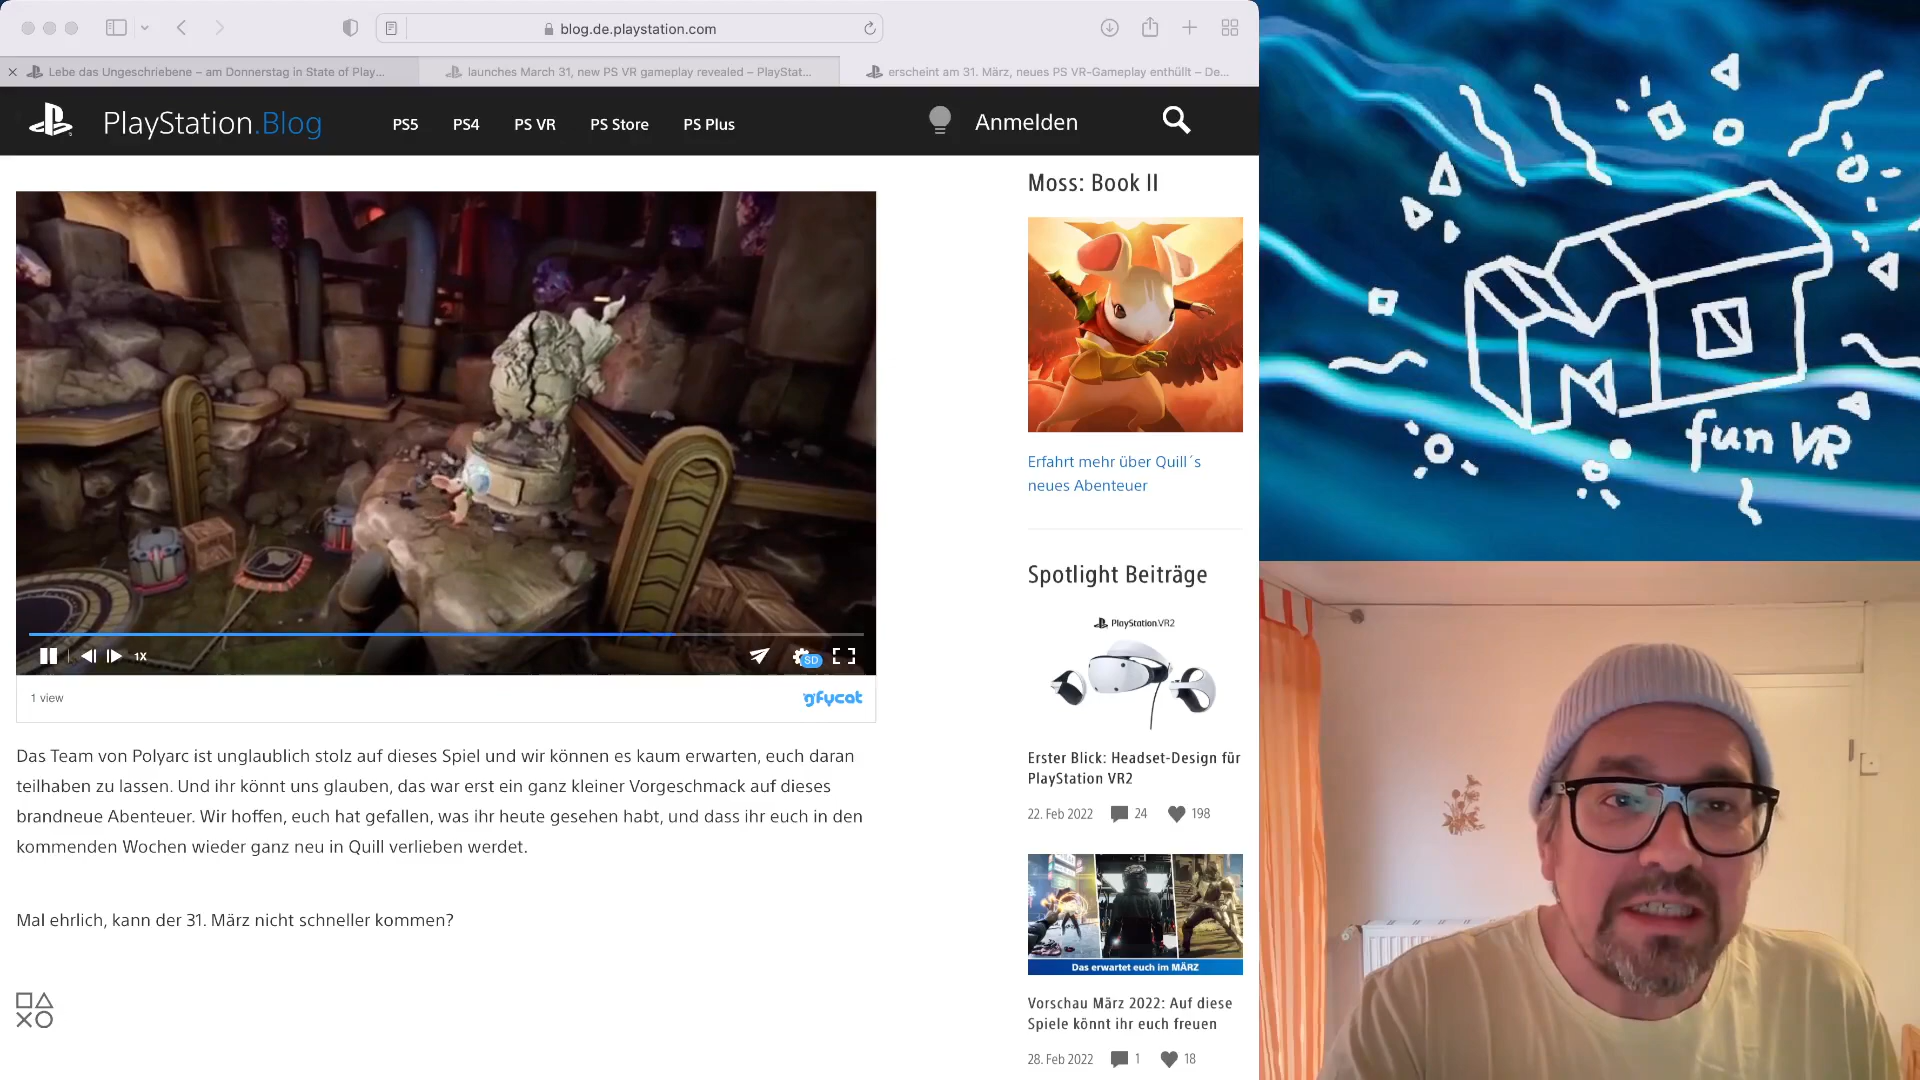 blog.de.playstation.com
Lebe das Ungeschriebene – am Donnerstag in State of Play...
launches March 31, new PS VR gameplay revealed – PlayStat...
erscheint am 31. März, neues PS VR-Gameplay enthüllt – De...
PlayStation.Blog
PS5
PS4
PS VR
PS Store
PS Plus
Anmelden
1X
SD
1 view
gfycat
Das Team von Polyarc ist unglaublich stolz auf dieses Spiel und wir können es kaum erwarten, euch daran
teilhaben zu lassen. Und ihr könnt uns glauben, das war erst ein ganz kleiner Vorgeschmack auf dieses
brandneue Abenteuer. Wir hoffen, euch hat gefallen, was ihr heute gesehen habt, und dass ihr euch in den
kommenden Wochen wieder ganz neu in Quill verlieben werdet.
Mal ehrlich, kann der 31. März nicht schneller kommen?
Moss: Book II
Erfahrt mehr über Quill´s
neues Abenteuer
Spotlight Beiträge
PlayStation VR2
Erster Blick: Headset-Design für
PlayStation VR2
22. Feb 2022
24
198
Das erwartet euch im MÄRZ
Vorschau März 2022: Auf diese
Spiele könnt ihr euch freuen
28. Feb 2022
1
18
fun VR